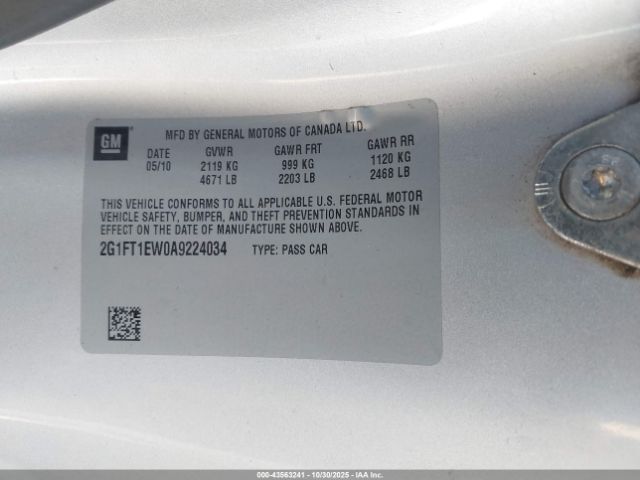 GM
MFD BY GENERAL MOTORS OF CANADA LTD.
DATE GVWR GAWR FRT GAWR RR
05/10 2119 KG 999 KG 1120 KG
4671 LB 2203 LB 2468 LB
THIS VEHICLE CONFORMS TO ALL APPLICABLE U.S. FEDERAL MOTOR
VEHICLE SAFETY, BUMPER, AND THEFT PREVENTION STANDARDS IN
EFFECT ON THE DATE OF MANUFACTURE SHOWN ABOVE.
2G1FT1EW0A9224034 TYPE: PASS CAR
000-43563241 - 10/30/2025 - IAAI.COM